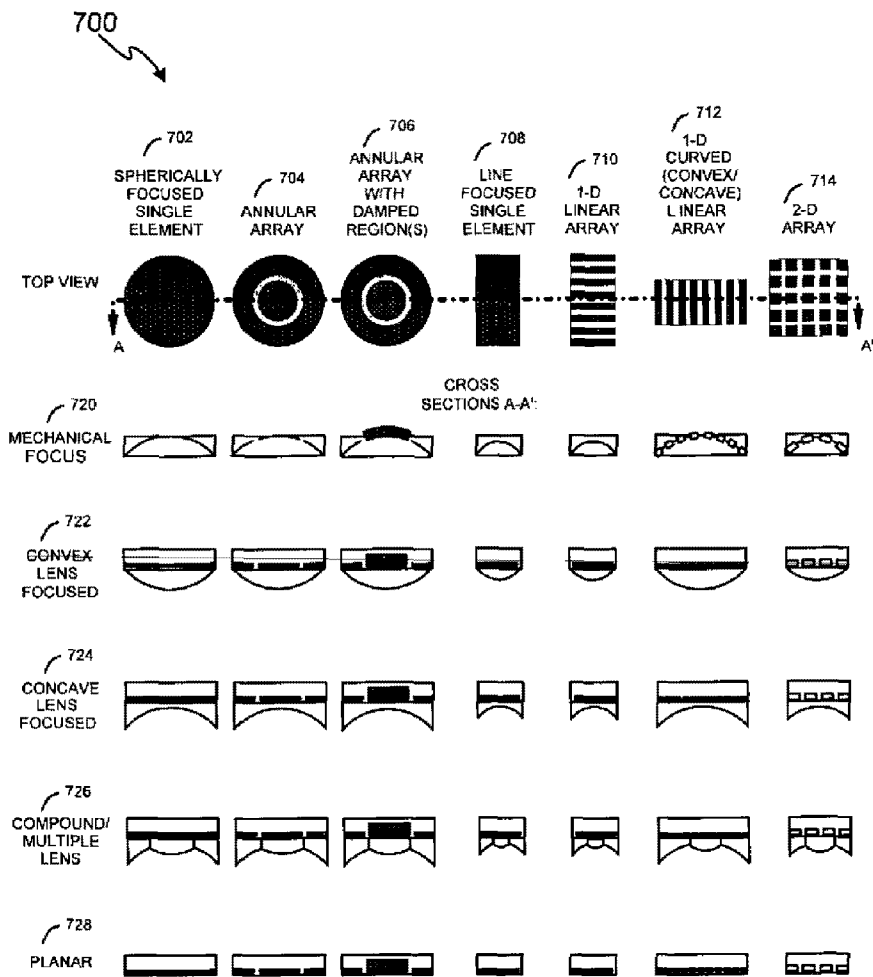 700
702
SPHERICALLY
FOCUSED
SINGLE
ELEMENT
704
ANNULAR
ARRAY
706
ANNULAR
ARRAY
WITH
DAMPED
REGION(S)
708
LINE
FOCUSED
SINGLE
ELEMENT
710
1-D
LINEAR
ARRAY
712
1-D
CURVED
(CONVEX/
CONCAVE)
LINEAR
ARRAY
714
2-D
ARRAY
TOP VIEW
A
A'
CROSS
SECTIONS A-A':
720
MECHANICAL
FOCUS
722
CONVEX
LENS
FOCUSED
724
CONCAVE
LENS
FOCUSED
726
COMPOUND/
MULTIPLE
LENS
728
PLANAR